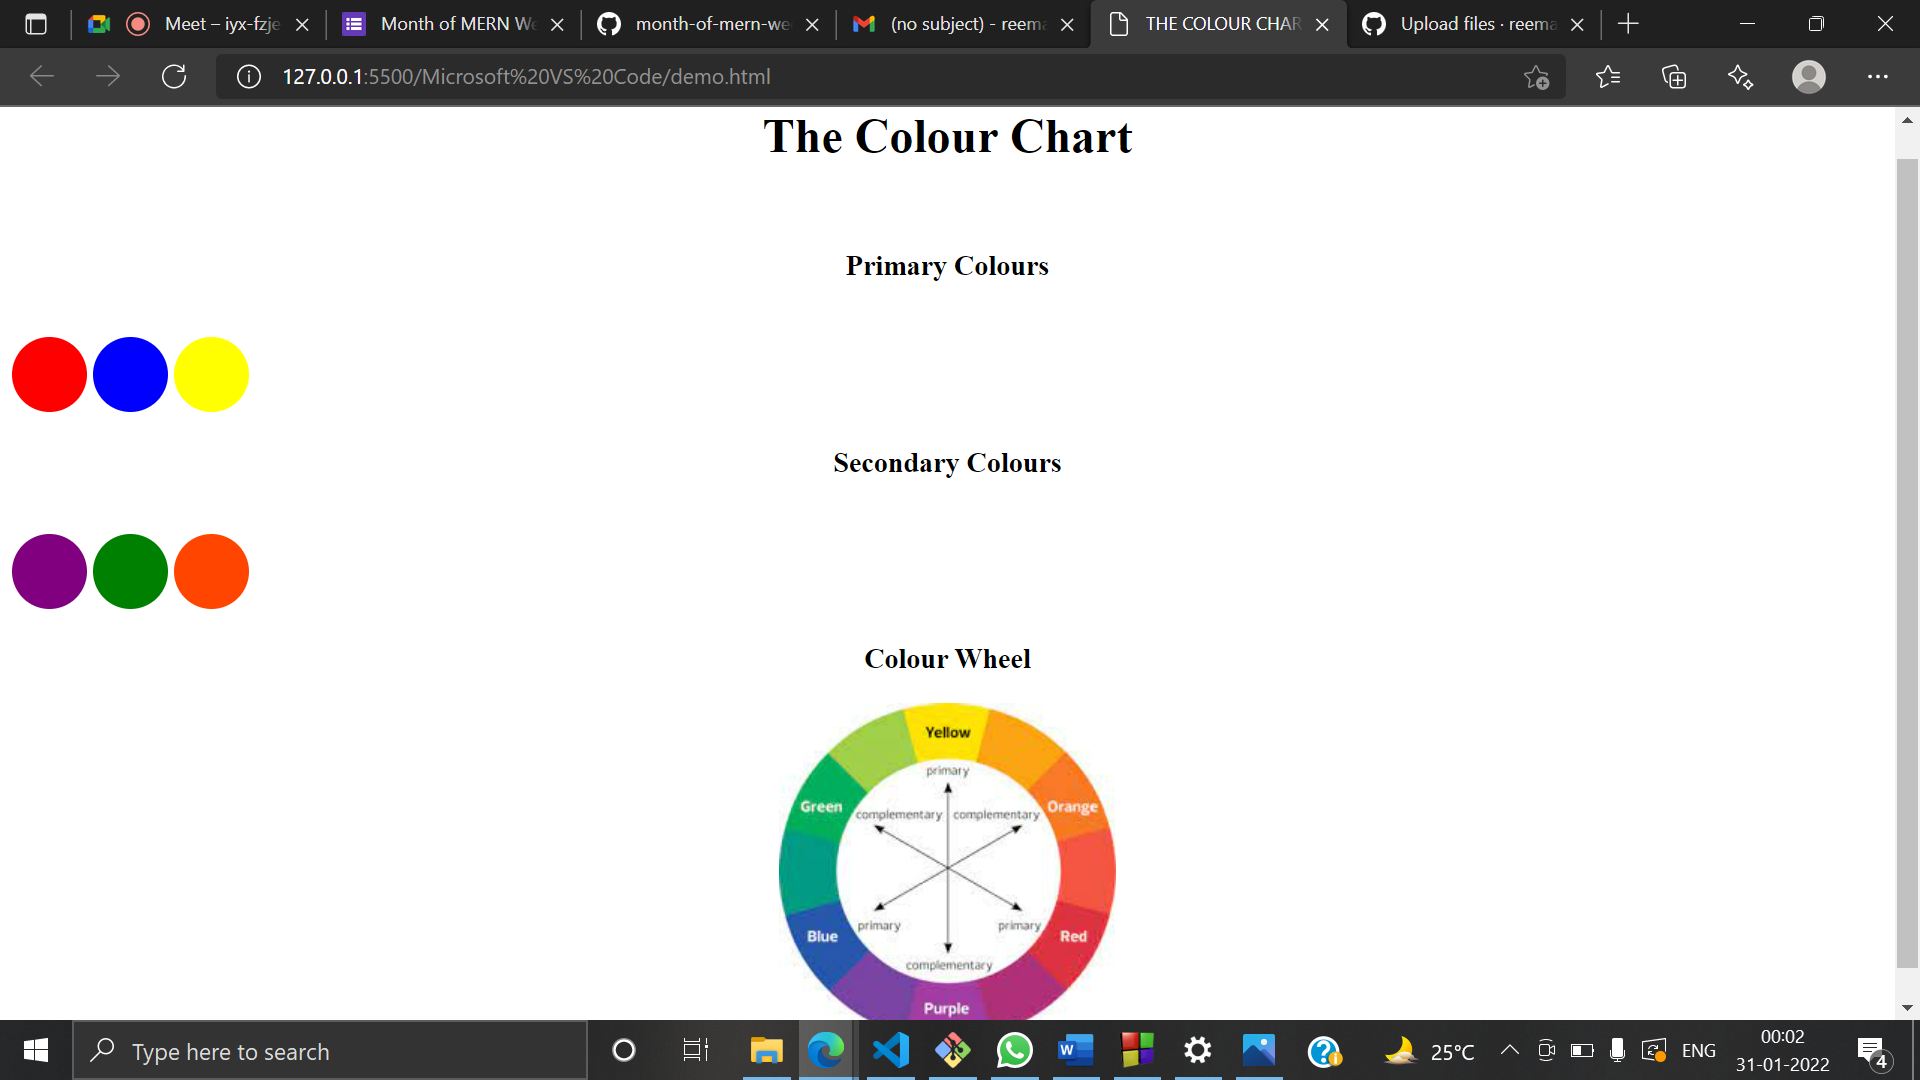 Meet – iyx-fzje
Month of MERN We
month-of-mern-wee
(no subject) - reema
THE COLOUR CHAR
Upload files · reema
127.0.0.1:5500/Microsoft%20VS%20Code/demo.html
The Colour Chart
Primary Colours
Secondary Colours
Colour Wheel
Yellow
primary
Green
Orange
complementary
complementary
primary
primary
Blue
Red
complementary
Purple
Type here to search
25°C
ENG
00:02
31-01-2022
4